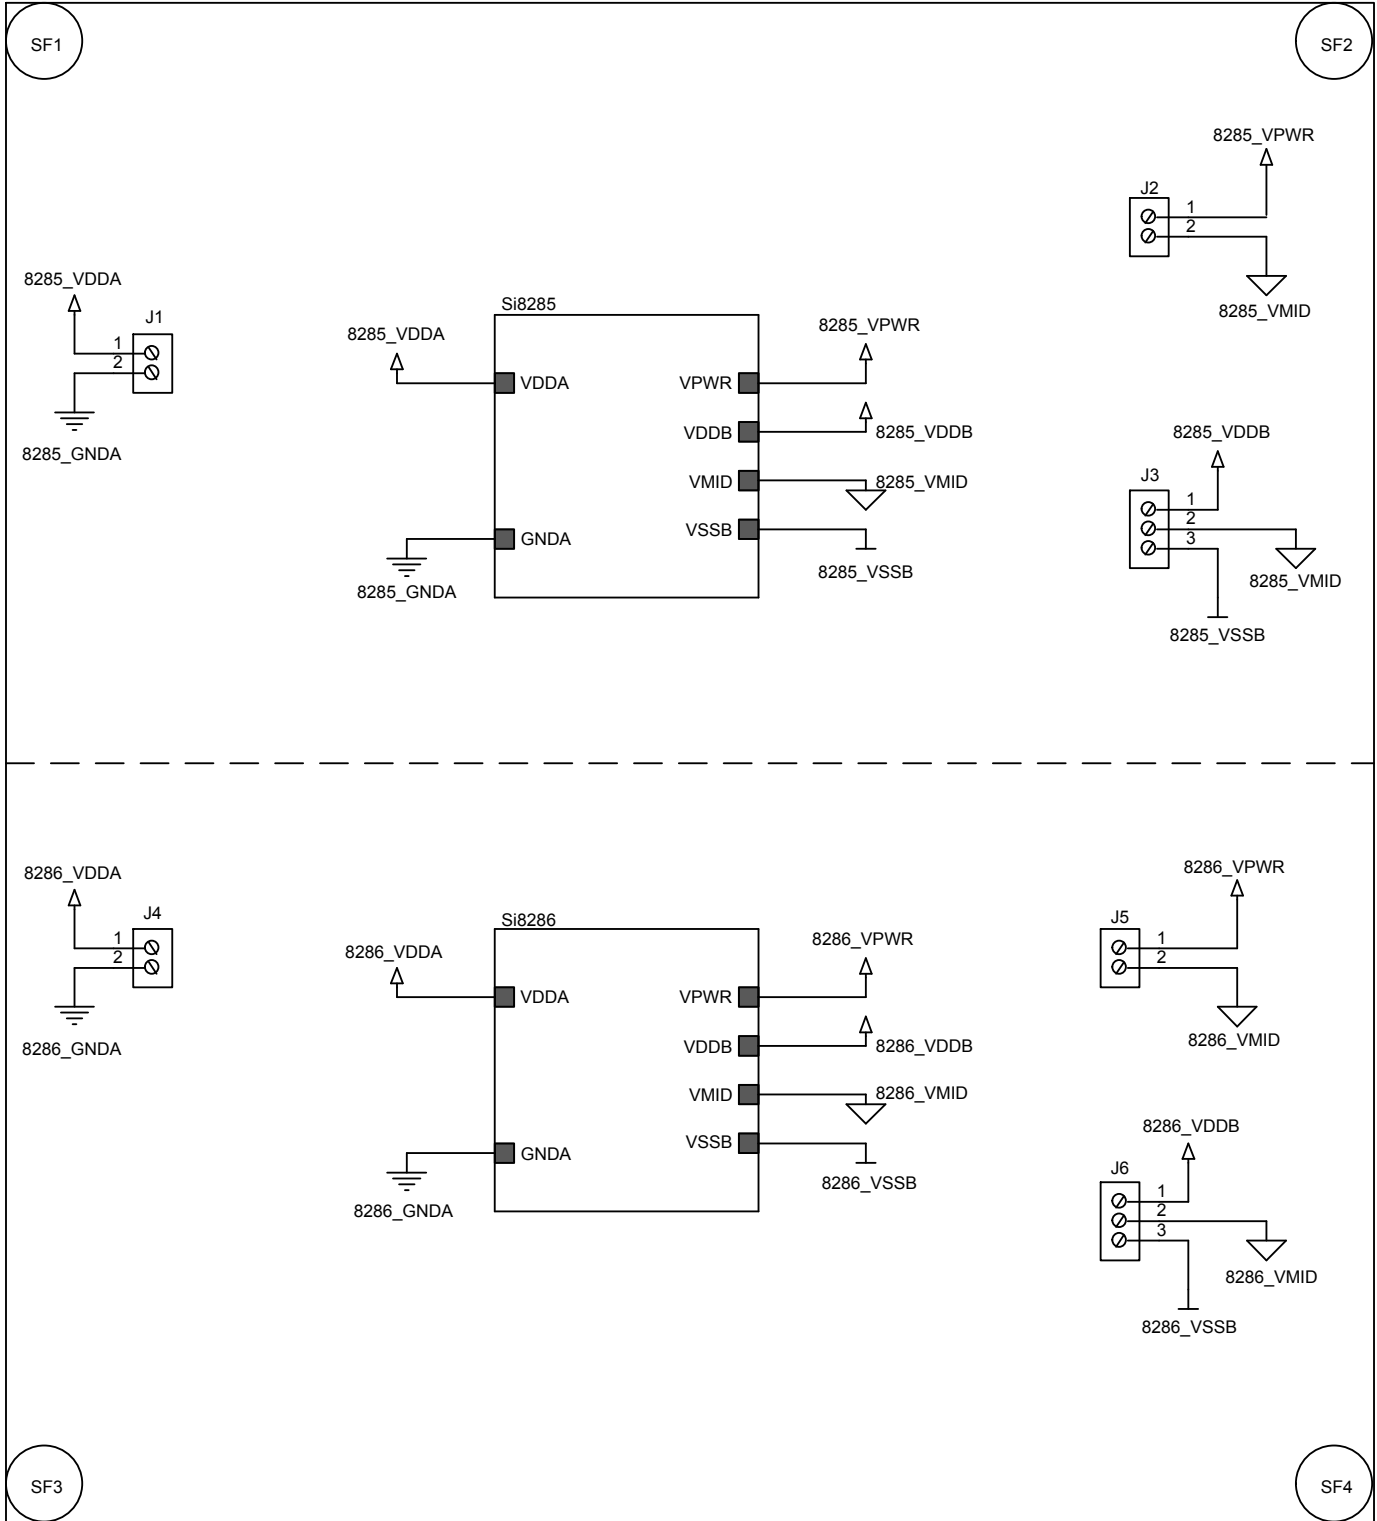 SF1
SF2
8285_VPWR
J2
1
2
8285_VMID
8285_VDDA
J1
1
2
8285_GNDA
Si8285
8285_VDDA
VDDA
GNDA
8285_GNDA
VPWR
VDDB
VMID
VSSB
8285_VPWR
8285_VDDB
8285_VMID
8285_VSSB
8285_VDDB
J3
1
2
3
8285_VMID
8285_VSSB
8286_VDDA
J4
1
2
8286_GNDA
Si8286
8286_VDDA
VDDA
GNDA
8286_GNDA
VPWR
VDDB
VMID
VSSB
8286_VPWR
8286_VDDB
8286_VMID
8286_VSSB
8286_VPWR
J5
1
2
8286_VMID
8286_VDDB
J6
1
2
3
8286_VMID
8286_VSSB
SF3
SF4